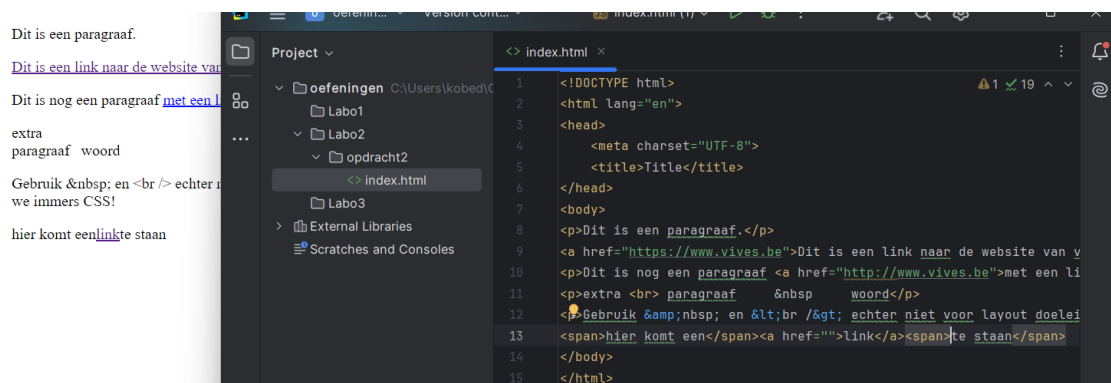 Dit is een paragraaf.
Dit is een link naar de website van
Dit is nog een paragraaf met een l
extra
paragraaf woord
Gebruik &nbsp; en <br /> echter
we immers CSS!
hier komt eenlinkte staan
oefenin... Version cont... index.html (1)
Project
oefeningen C:\Users\kobed\
Labo1
Labo2
opdracht2
index.html
Labo3
External Libraries
Scratches and Consoles
index.html
1 19
1 <!DOCTYPE html>
2 <html lang="en">
3 <head>
4 <meta charset="UTF-8">
5 <title>Title</title>
6 </head>
7 <body>
8 <p>Dit is een paragraaf.</p>
9 <a href="https://www.vives.be">Dit is een link naar de website van v
10 <p>Dit is nog een paragraaf <a href="http://www.vives.be">met een li
11 <p>extra <br> paragraaf &nbsp woord</p>
12 <p>Gebruik &amp;nbsp; en &lt;br /&gt; echter niet voor layout doelei
13 <span>hier komt een</span><a href="">link</a><span>te staan</span>
14 </body>
15 </html>